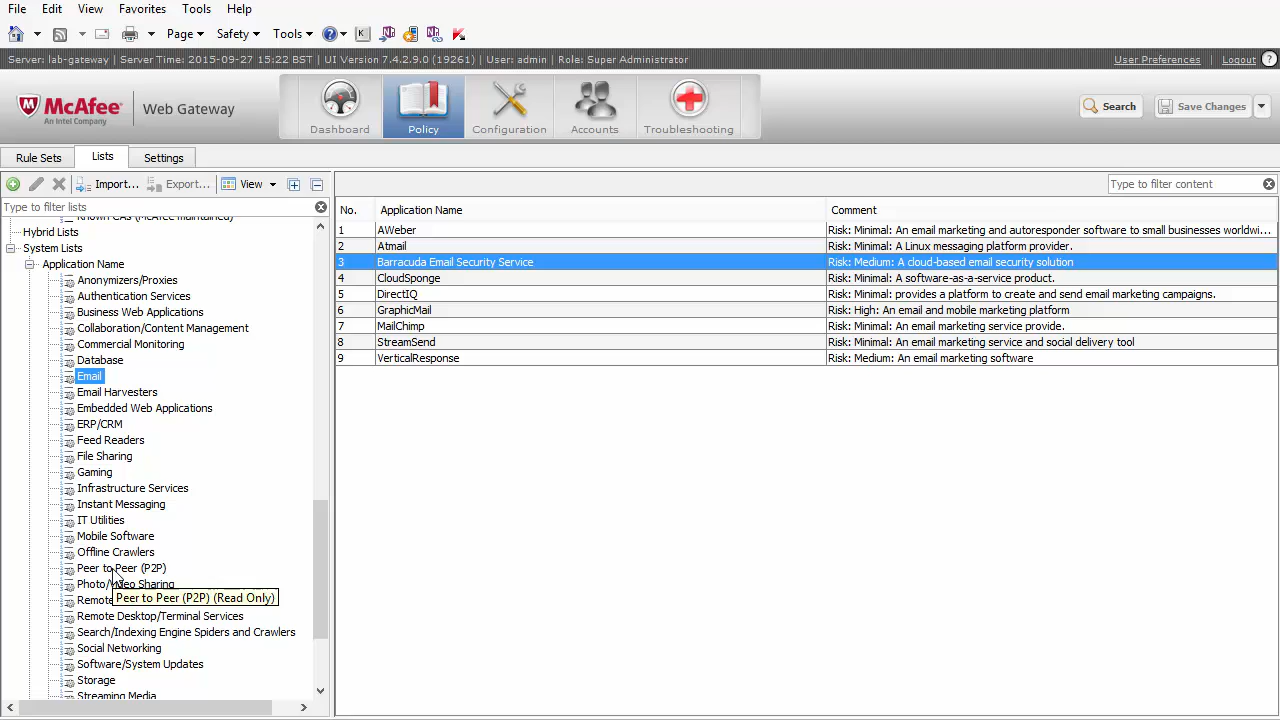 File Edit View Favorites Tools Help
Page Safety Tools
Server: lab-gateway | Server Time: 2015-09-27 15:22 BST | UI Version 7.4.2.9.0 (19261) | User: admin | Role: Super Administrator
User Preferences | Logout ?
McAfee
An Intel Company
Web Gateway
Dashboard Policy Configuration Accounts Troubleshooting
Search Save Changes
Rule Sets Lists Settings
Import... Export... View
Type to filter lists
Type to filter content
Known CAs (McAfee maintained)
Hybrid Lists
System Lists
Application Name
Anonymizers/Proxies
Authentication Services
Business Web Applications
Collaboration/Content Management
Commercial Monitoring
Database
Email
Email Harvesters
Embedded Web Applications
ERP/CRM
Feed Readers
File Sharing
Gaming
Infrastructure Services
Instant Messaging
IT Utilities
Mobile Software
Offline Crawlers
Peer to Peer (P2P)
Photo/Video Sharing
Peer to Peer (P2P) (Read Only)
Remote
Remote Desktop/Terminal Services
Search/Indexing Engine Spiders and Crawlers
Social Networking
Software/System Updates
Storage
Streaming Media
No. Application Name Comment
1 AWeber Risk: Minimal: An email marketing and autoresponder software to small businesses worldwi...
2 Atmail Risk: Minimal: A Linux messaging platform provider.
3 Barracuda Email Security Service Risk: Medium: A cloud-based email security solution
4 CloudSponge Risk: Minimal: A software-as-a-service product.
5 DirectIQ Risk: Minimal: provides a platform to create and send email marketing campaigns.
6 GraphicMail Risk: High: An email and mobile marketing platform
7 MailChimp Risk: Minimal: An email marketing service provide.
8 StreamSend Risk: Minimal: An email marketing service and social delivery tool
9 VerticalResponse Risk: Medium: An email marketing software